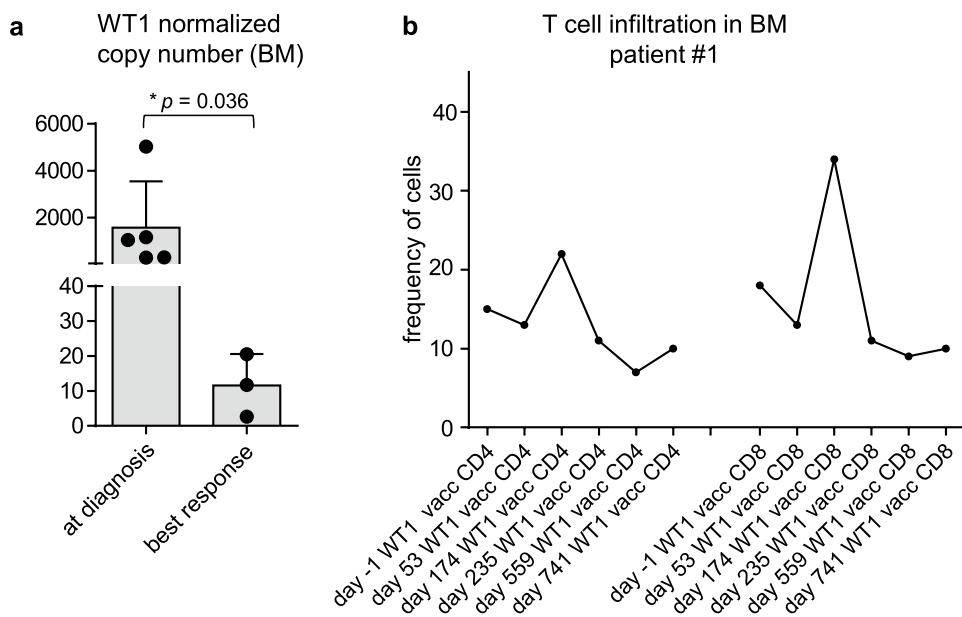 a
WT1 normalized
copy number (BM)
* p = 0.036
6000
4000
2000
40
30
20
10
0
at diagnosis
best response
b
T cell infiltration in BM
patient #1
frequency of cells
40
30
20
10
0
day -1 WT1 vacc CD4
day 53 WT1 vacc CD4
day 174 WT1 vacc CD4
day 235 WT1 vacc CD4
day 559 WT1 vacc CD4
day 741 WT1 vacc CD4
day -1 WT1 vacc CD8
day 53 WT1 vacc CD8
day 174 WT1 vacc CD8
day 235 WT1 vacc CD8
day 559 WT1 vacc CD8
day 741 WT1 vacc CD8